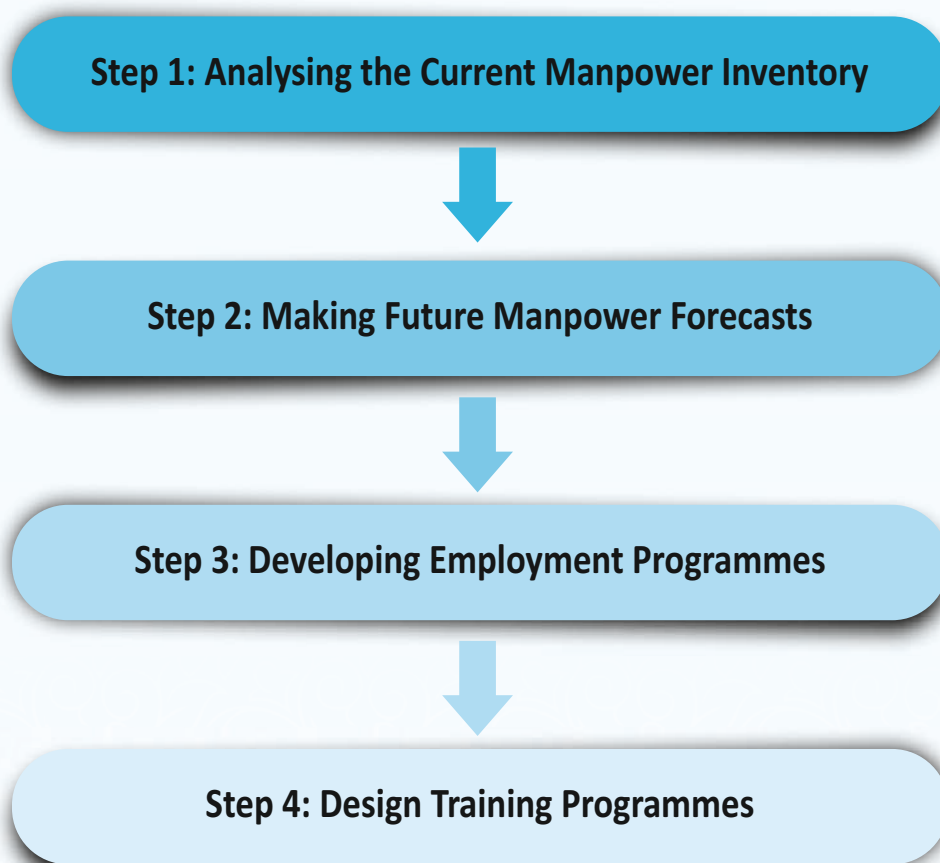 Step 1: Analysing the Current Manpower Inventory
Step 2: Making Future Manpower Forecasts
Step 3: Developing Employment Programmes
Step 4: Design Training Programmes